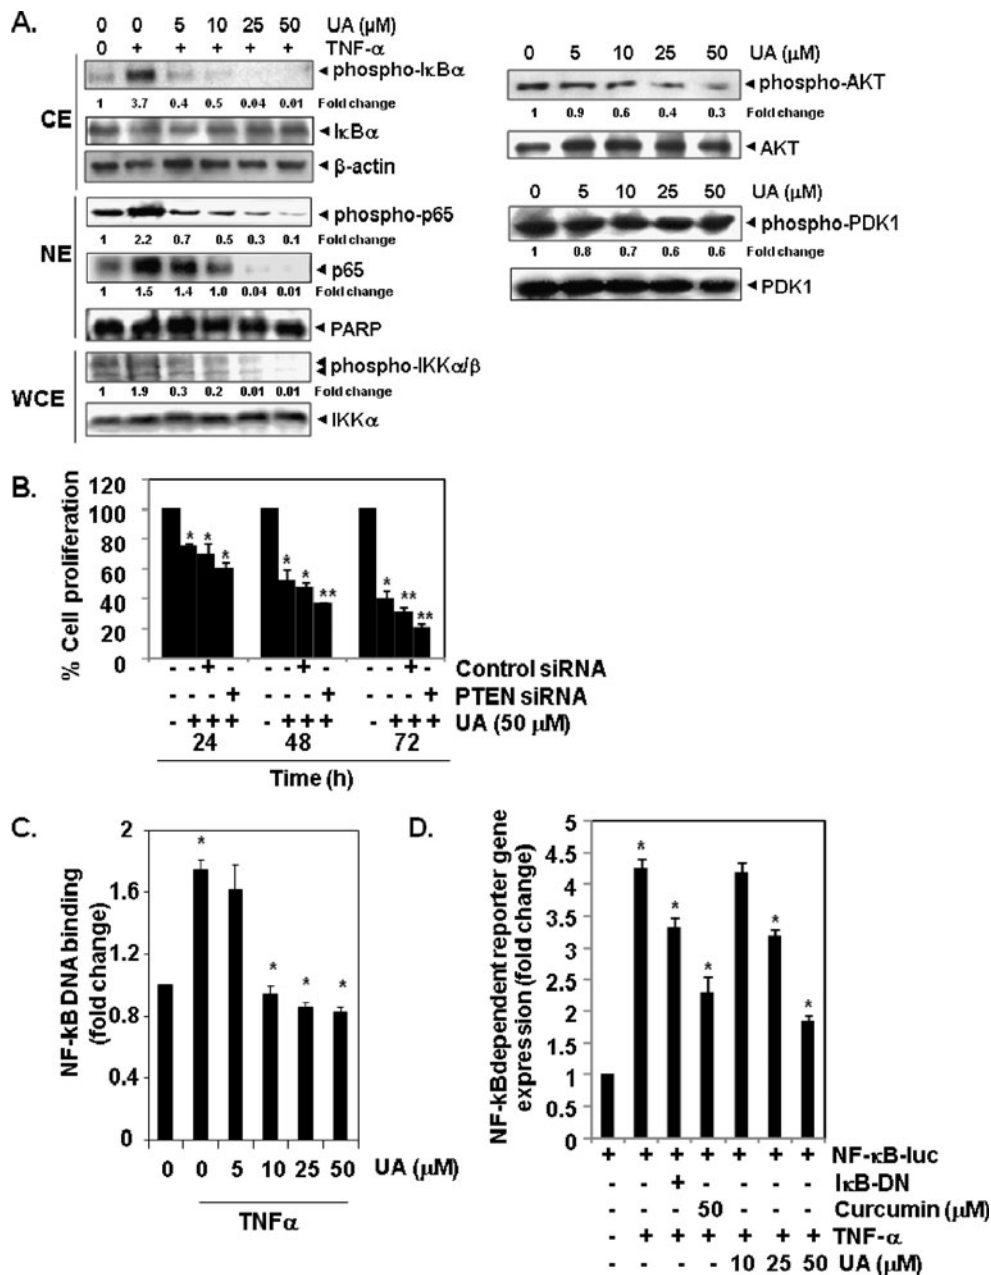 A.
0 0 5 10 25 50 UA (µM)
0 + + + + + TNF-α
CE
phospho-IκBα
1 3.7 0.4 0.5 0.04 0.01 Fold change
IκBα
β-actin
NE
phospho-p65
1 2.2 0.7 0.5 0.3 0.1 Fold change
p65
1 1.5 1.4 1.0 0.04 0.01 Fold change
PARP
WCE
phospho-IKKα/β
1 1.9 0.3 0.2 0.01 0.01 Fold change
IKKα
0 5 10 25 50 UA (µM)
phospho-AKT
1 0.9 0.6 0.4 0.3 Fold change
AKT
0 5 10 25 50 UA (µM)
phospho-PDK1
1 0.8 0.7 0.6 0.6 Fold change
PDK1
B.
% Cell proliferation
120
100
80
60
40
20
0
* * * * * ** * ** **
- - + - - - + - - - + - Control siRNA
- - - + - - - + - - - + PTEN siRNA
- + + + - + + + - + + + UA (50 µM)
24 48 72
Time (h)
C.
NF-kB DNA binding
(fold change)
2
1.6
1.2
0.8
0.4
0
* * * *
0 0 5 10 25 50 UA (µM)
TNFα
D.
NF-kBdependent reporter gene
expression (fold change)
5
4.5
4
3.5
3
2.5
2
1.5
1
0.5
0
* * * * *
+ + + + + + + NF-κB-luc
- - + - - - - IκB-DN
- - - 50 - - - Curcumin (µM)
- + + + + + + TNF-α
- - - - 10 25 50 UA (µM)